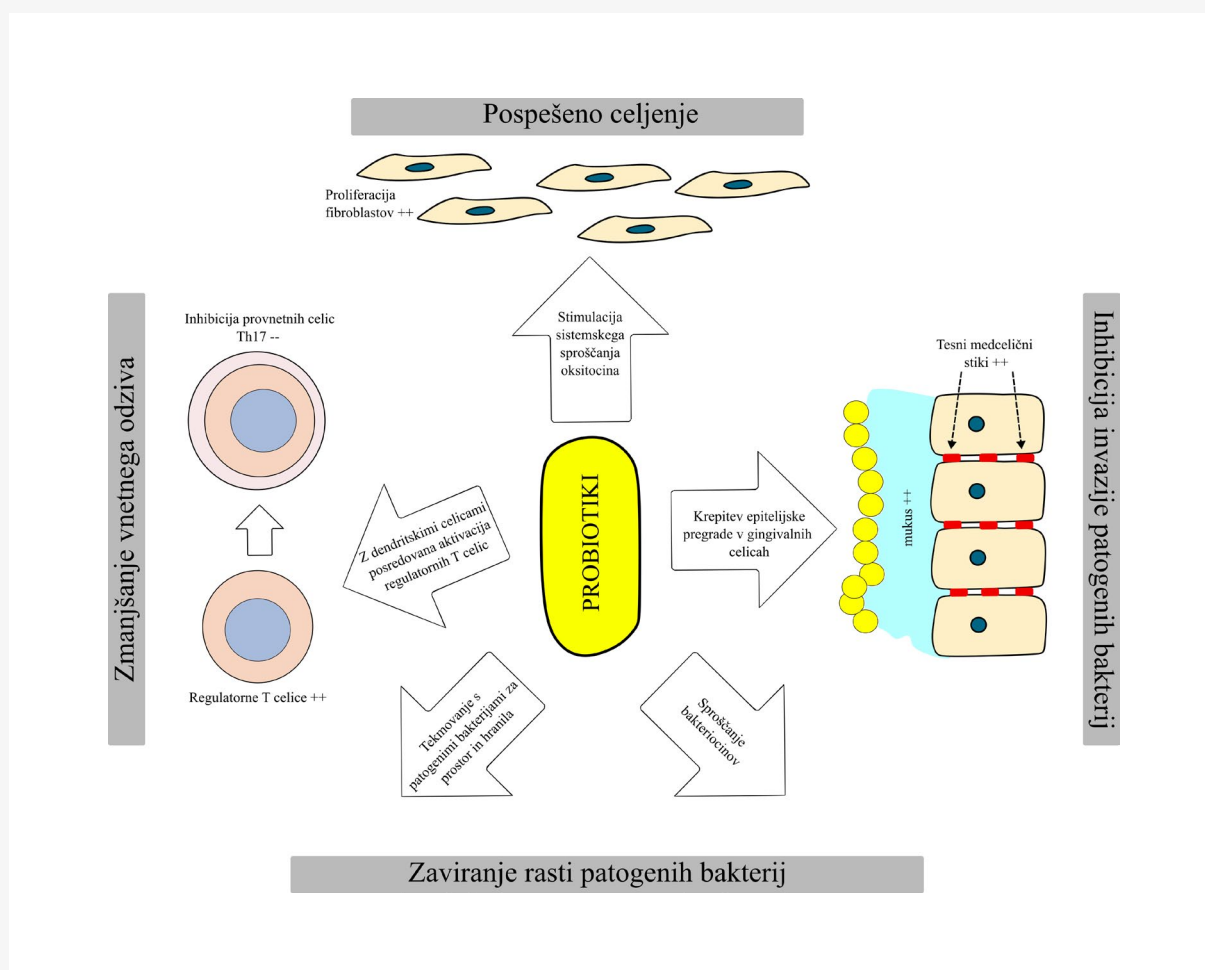 Pospešeno celjenje
Proliferacija
fibroblastov ++
Stimulacija
sistemskega
sproščanja
oksitocina
Zmanjšanje vnetnega odziva
Inhibicija provnetnih celic
Th17 --
Regulatorne T celice ++
Z dendritskimi celicami
posredovana aktivacija
regulatornih T celic
PROBIOTIKI
Krepitev epitelijske
pregrade v gingivalnih
celicah
mukus ++
Tesni medcelični
stiki ++
Inhibicija invazije patogenih bakterij
Tekmovanje s
patogenimi bakterijami za
prostor in hranila
Sproščanje
bakteriocinov
Zaviranje rasti patogenih bakterij